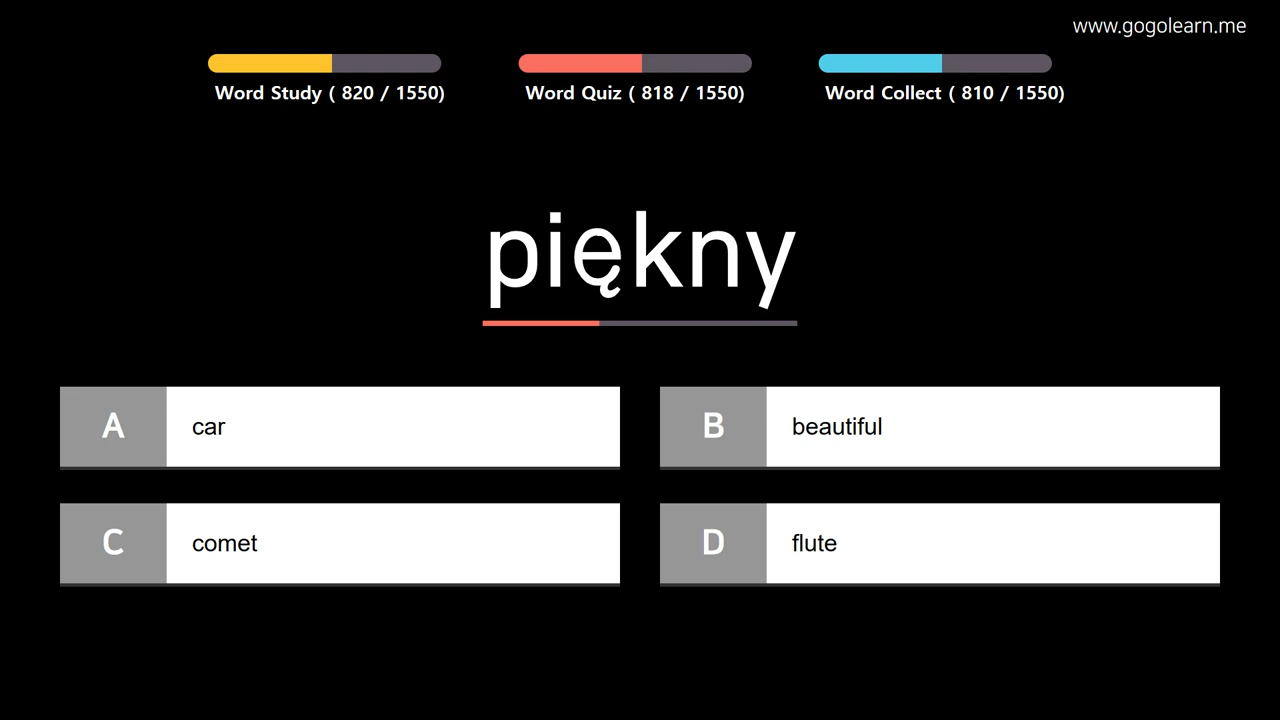 www.gogolearn.me
Word Study ( 820 / 1550)
Word Quiz ( 818 / 1550)
Word Collect ( 810 / 1550)
piękny
A car
B beautiful
C comet
D flute